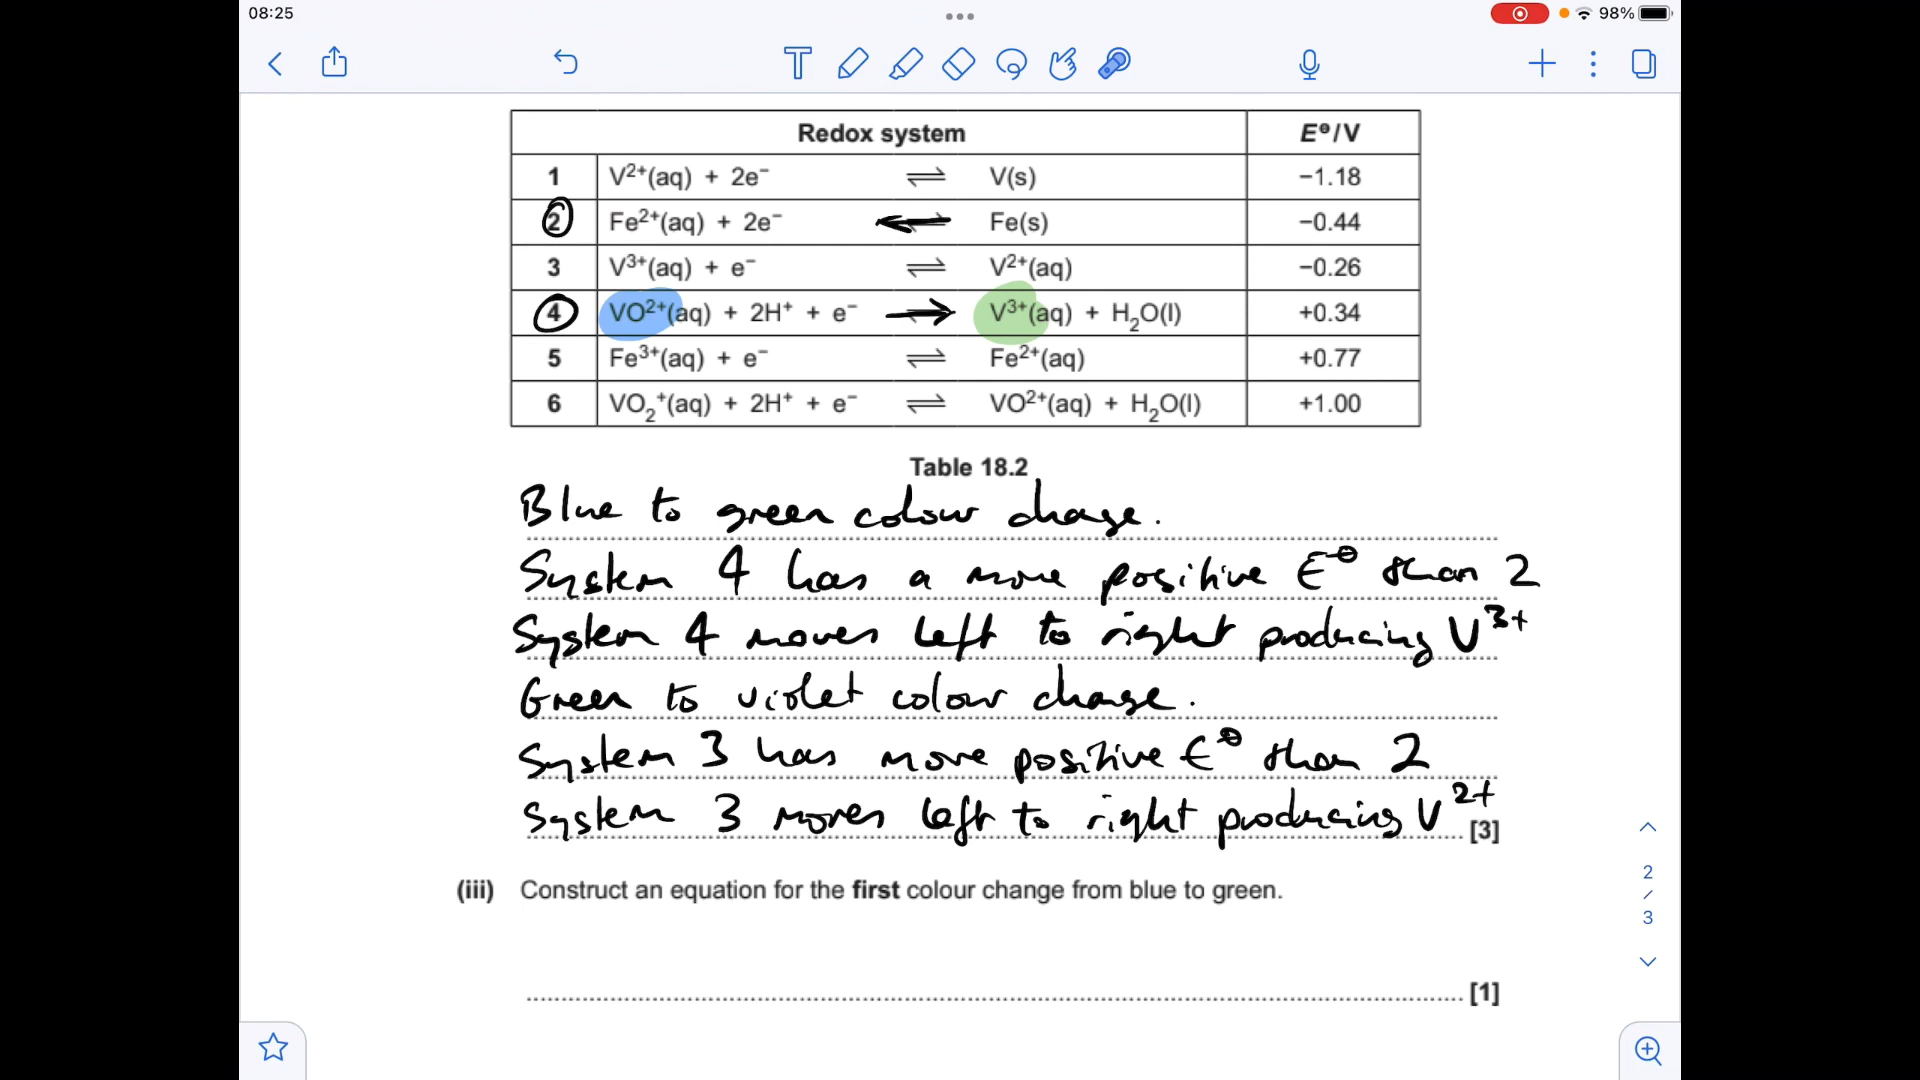 08:25
98%
Redox system E⦵/V
1 V²⁺(aq) + 2e⁻ ⇌ V(s) −1.18
2 Fe²⁺(aq) + 2e⁻ ← Fe(s) −0.44
3 V³⁺(aq) + e⁻ ⇌ V²⁺(aq) −0.26
4 VO²⁺(aq) + 2H⁺ + e⁻ → V³⁺(aq) + H₂O(l) +0.34
5 Fe³⁺(aq) + e⁻ ⇌ Fe²⁺(aq) +0.77
6 VO₂⁺(aq) + 2H⁺ + e⁻ ⇌ VO²⁺(aq) + H₂O(l) +1.00
Table 18.2
Blue to green colour change.
System 4 has a more positive E⦵ than 2
System 4 moves left to right producing V³⁺
Green to violet colour change.
System 3 has more positive E⦵ than 2
System 3 moves left to right producing V²⁺ [3]
(iii) Construct an equation for the first colour change from blue to green.
[1]
2
/
3